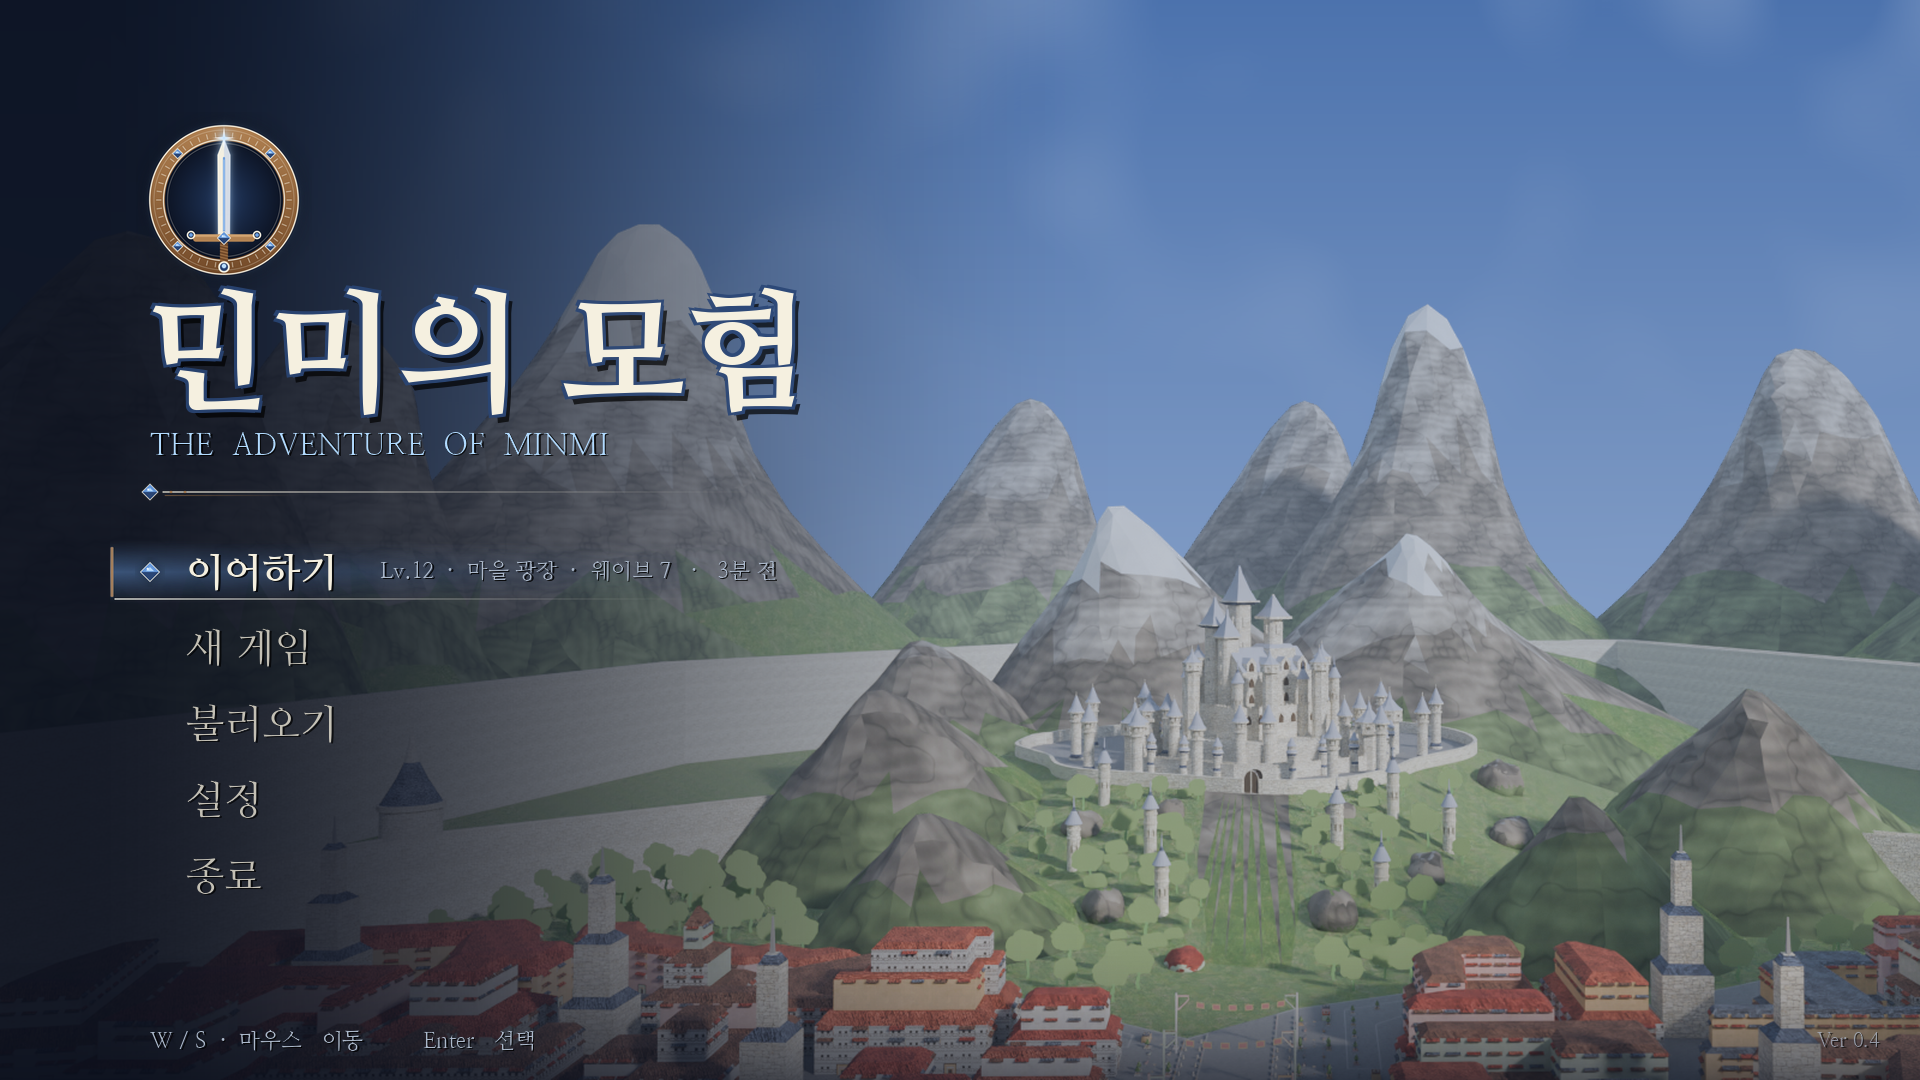 민미의 모험
THE ADVENTURE OF MINMI
이어하기 Lv.12 · 마을 광장 · 웨이브 7 · 3분 전
새 게임
불러오기
설정
종료
W / S · 마우스 이동 Enter 선택
Ver 0.4